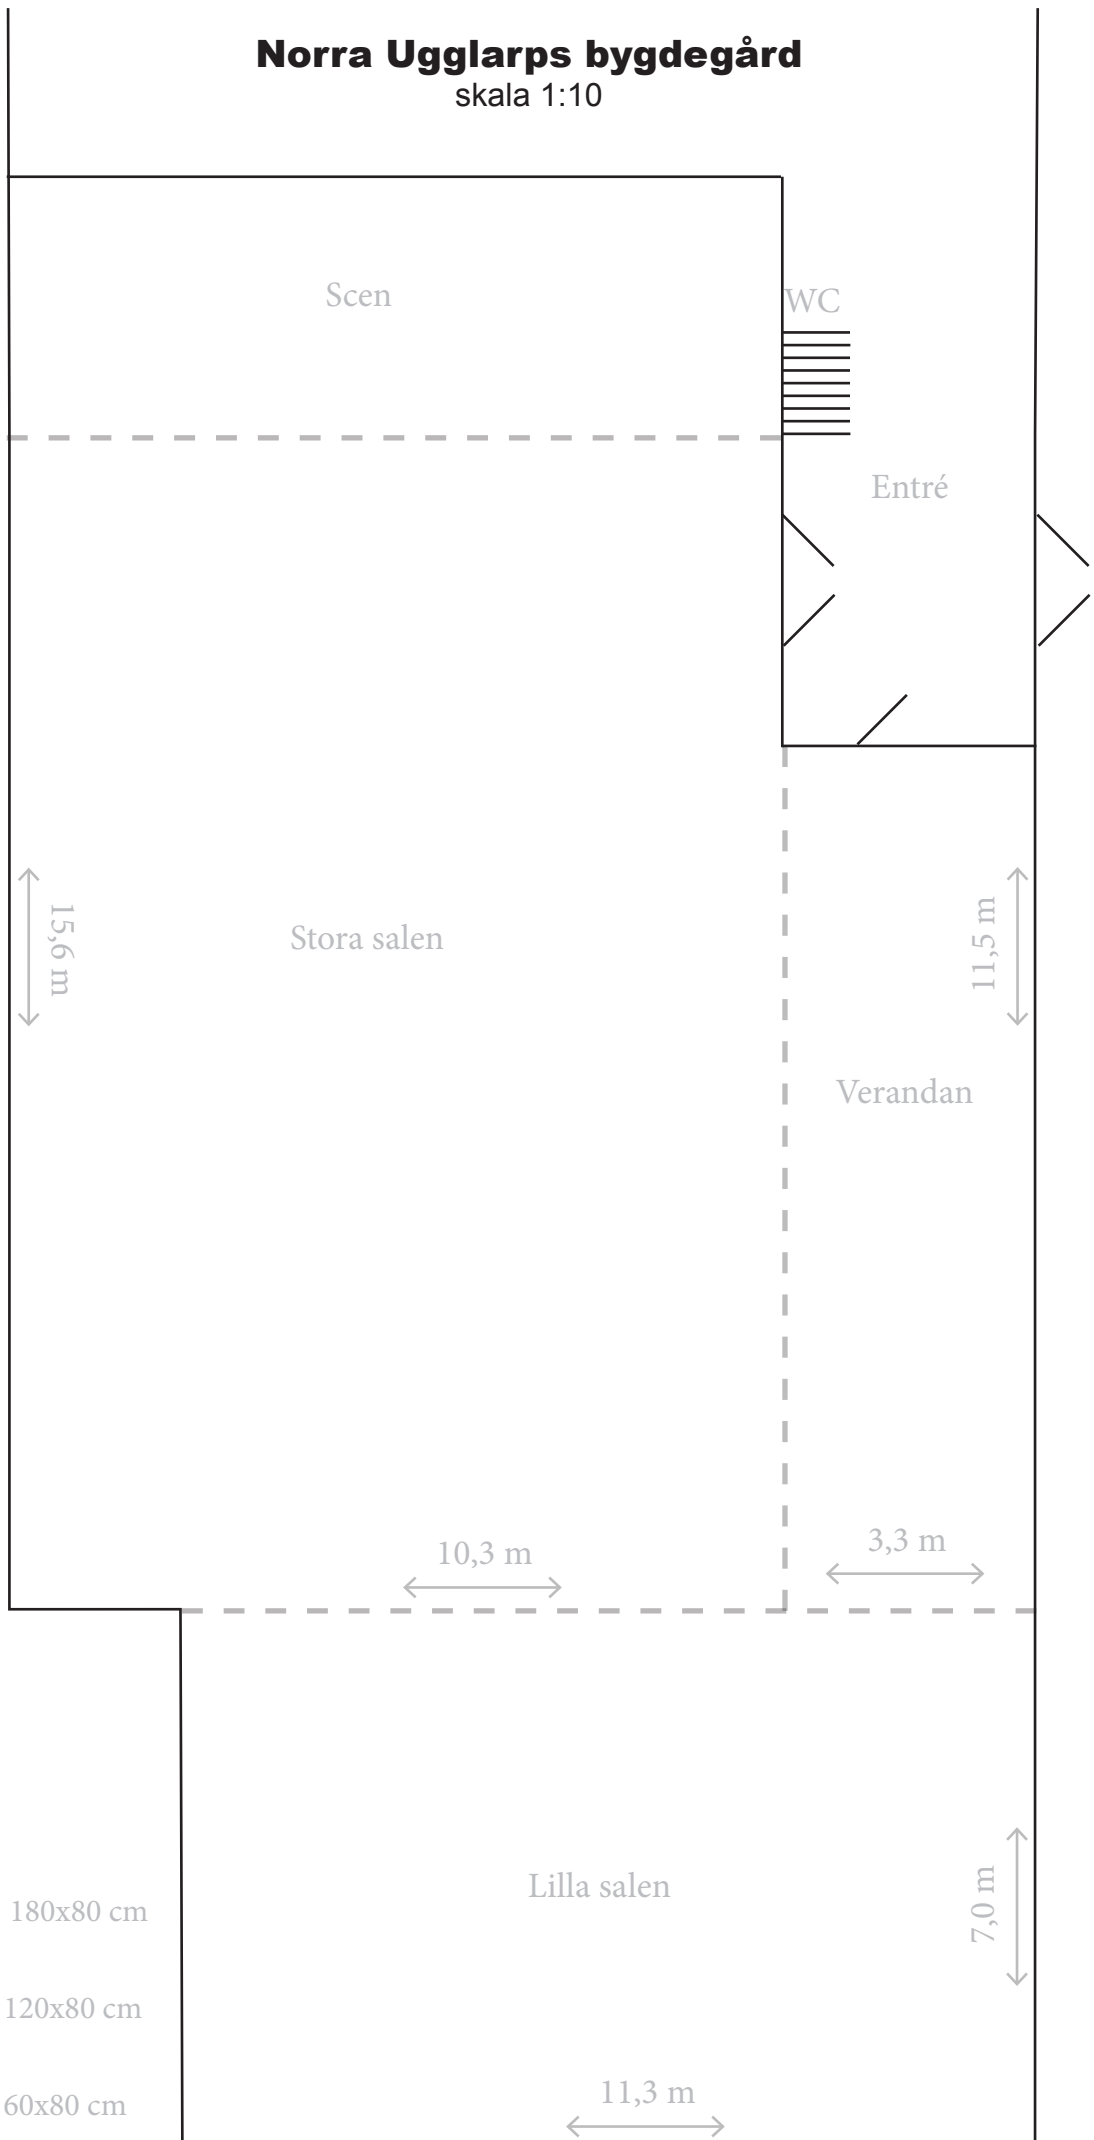 Norra Ugglarps bygdegård
skala 1:10
Scen
WC
Entré
15,6 m
Stora salen
11,5 m
Verandan
10,3 m
3,3 m
Lilla salen
7,0 m
180x80 cm
120x80 cm
60x80 cm
11,3 m